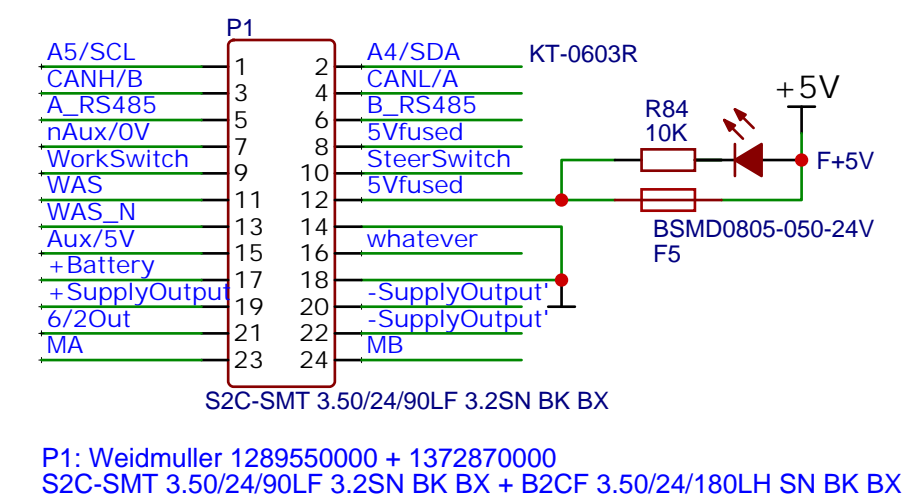 P1
A5/SCL 1 2 A4/SDA KT-0603R
CANH/B 3 4 CANL/A
A_RS485 5 6 B_RS485
nAux/0V 7 8 5Vfused
WorkSwitch 9 10 SteerSwitch
WAS 11 12 5Vfused
WAS_N 13 14
Aux/5V 15 16 whatever
+Battery 17 18
+SupplyOutput 19 20 -SupplyOutput'
6/2Out 21 22 -SupplyOutput'
MA 23 24 MB
+5V
R84
10K
F+5V
BSMD0805-050-24V
F5
S2C-SMT 3.50/24/90LF 3.2SN BK BX
P1: Weidmuller 1289550000 + 1372870000
S2C-SMT 3.50/24/90LF 3.2SN BK BX + B2CF 3.50/24/180LH SN BK BX